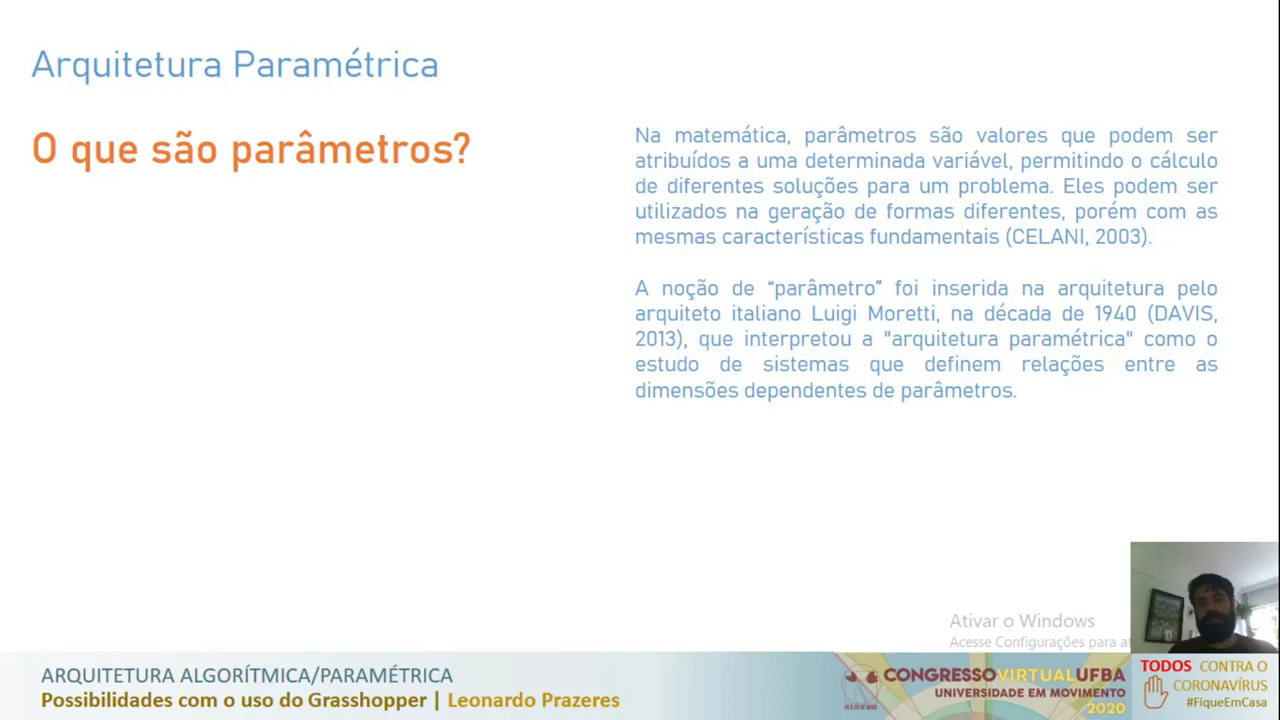 Arquitetura Paramétrica
O que são parâmetros?
Na matemática, parâmetros são valores que podem ser
atribuídos a uma determinada variável, permitindo o cálculo
de diferentes soluções para um problema. Eles podem ser
utilizados na geração de formas diferentes, porém com as
mesmas características fundamentais (CELANI, 2003).
A noção de “parâmetro” foi inserida na arquitetura pelo
arquiteto italiano Luigi Moretti, na década de 1940 (DAVIS,
2013), que interpretou a "arquitetura paramétrica" como o
estudo de sistemas que definem relações entre as
dimensões dependentes de parâmetros.
Ativar o Windows
Acesse Configurações para
ARQUITETURA ALGORÍTMICA/PARAMÉTRICA
Possibilidades com o uso do Grasshopper | Leonardo Prazeres
CONGRESSOVIRTUALUFBA
UNIVERSIDADE EM MOVIMENTO
2020
TODOS CONTRA O
CORONAVÍRUS
#FiqueEmCasa